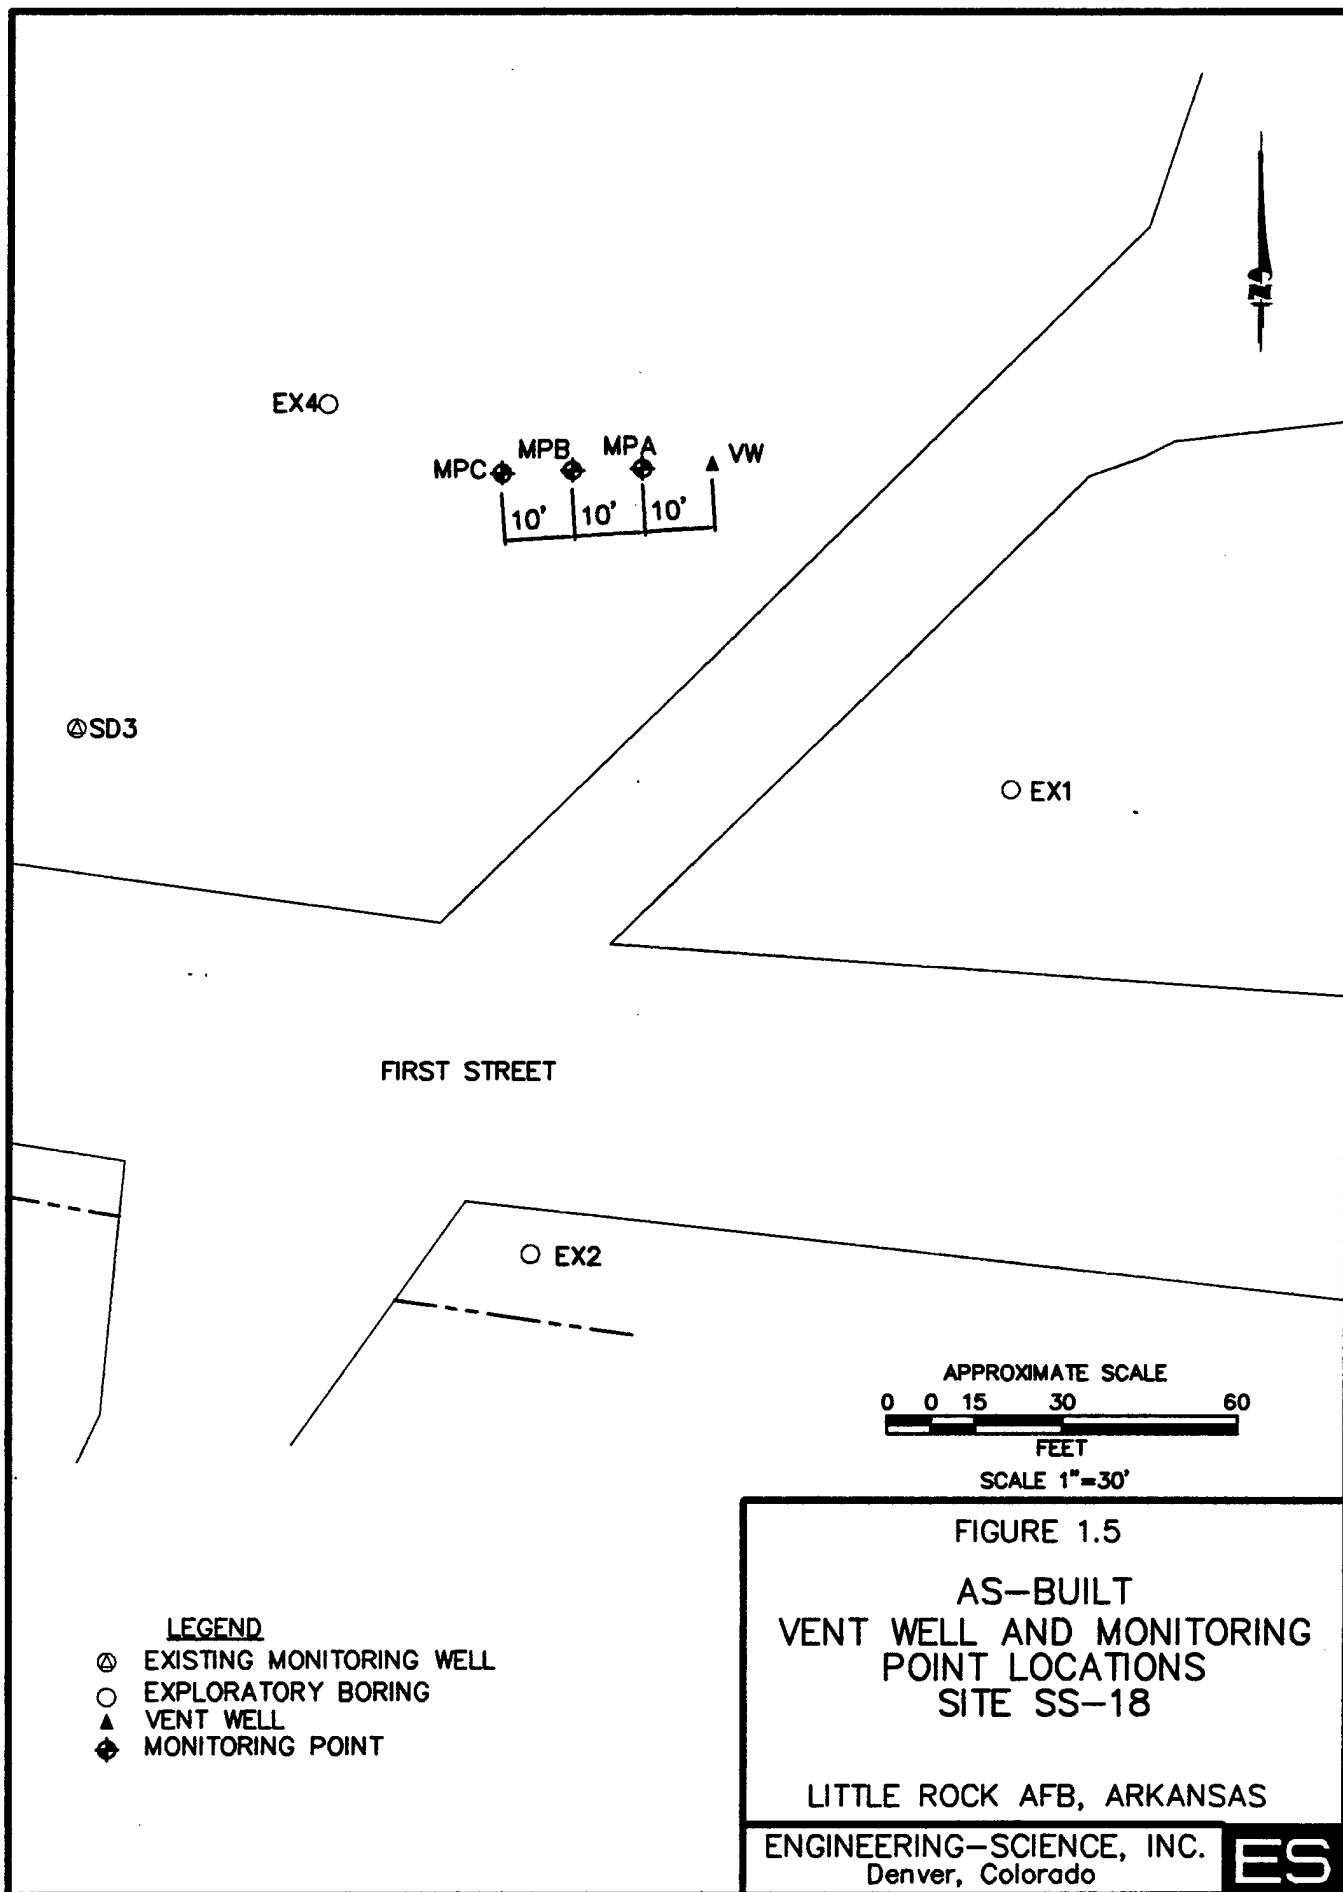 N
EX4
MPC MPB MPA VW
10' 10' 10'
SD3
EX1
FIRST STREET
EX2
APPROXIMATE SCALE
0 0 15 30 60
FEET
SCALE 1"=30'
FIGURE 1.5
AS-BUILT
VENT WELL AND MONITORING
POINT LOCATIONS
SITE SS-18
LITTLE ROCK AFB, ARKANSAS
ENGINEERING-SCIENCE, INC.
Denver, Colorado
ES
LEGEND
EXISTING MONITORING WELL
EXPLORATORY BORING
VENT WELL
MONITORING POINT